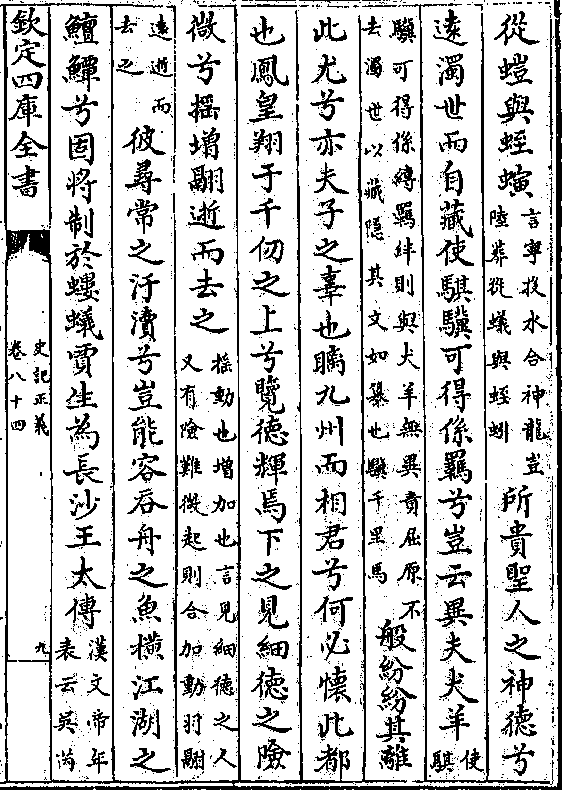 從螘與蛭螾言寧投水合神龍豈陸葬從蟻與蛭蚓所貴聖人之神德兮
遠濁世而自藏使騏驥可得係羈兮豈云異夫犬羊使騏
驥可得係縛羈絆則與犬羊無異責屈原不去濁世以藏隱其文如纂也驥千里馬般紛紛其離
此尤兮亦夫子之辜也瞝九州而相君兮何必懷此都
也鳳皇翔于千仞之上兮覽德輝焉下之見細德之險
微兮搖增翮逝而去之搖動也增加也言見細德之人又有險難微起則合加動羽翮
遠逝而去之彼尋常之汙瀆兮豈能容吞舟之魚橫江湖之
鱣鱏兮固將制於螻蟻賈生為長沙王太傅漢文帝年表云吳芮
欽定四庫全書
史記正義
卷八十四
九